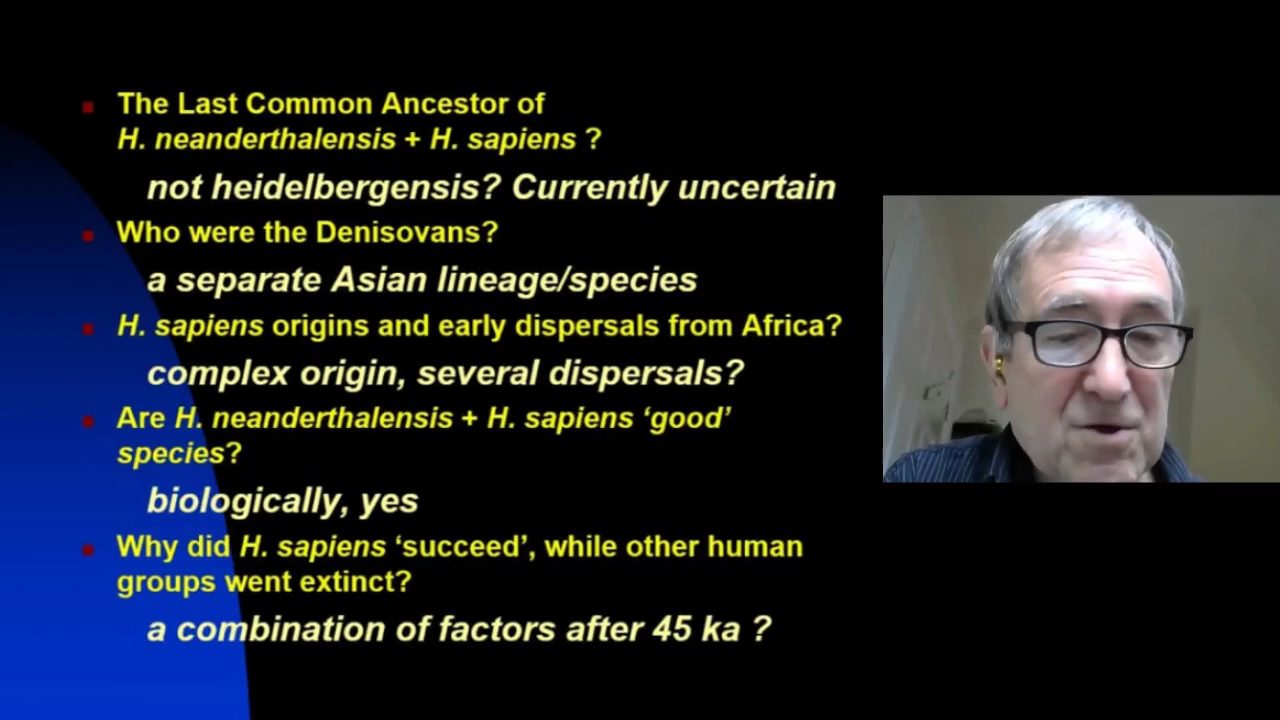 The Last Common Ancestor of
H. neanderthalensis + H. sapiens ?
not heidelbergensis? Currently uncertain
Who were the Denisovans?
a separate Asian lineage/species
H. sapiens origins and early dispersals from Africa?
complex origin, several dispersals?
Are H. neanderthalensis + H. sapiens ‘good’
species?
biologically, yes
Why did H. sapiens ‘succeed’, while other human
groups went extinct?
a combination of factors after 45 ka ?